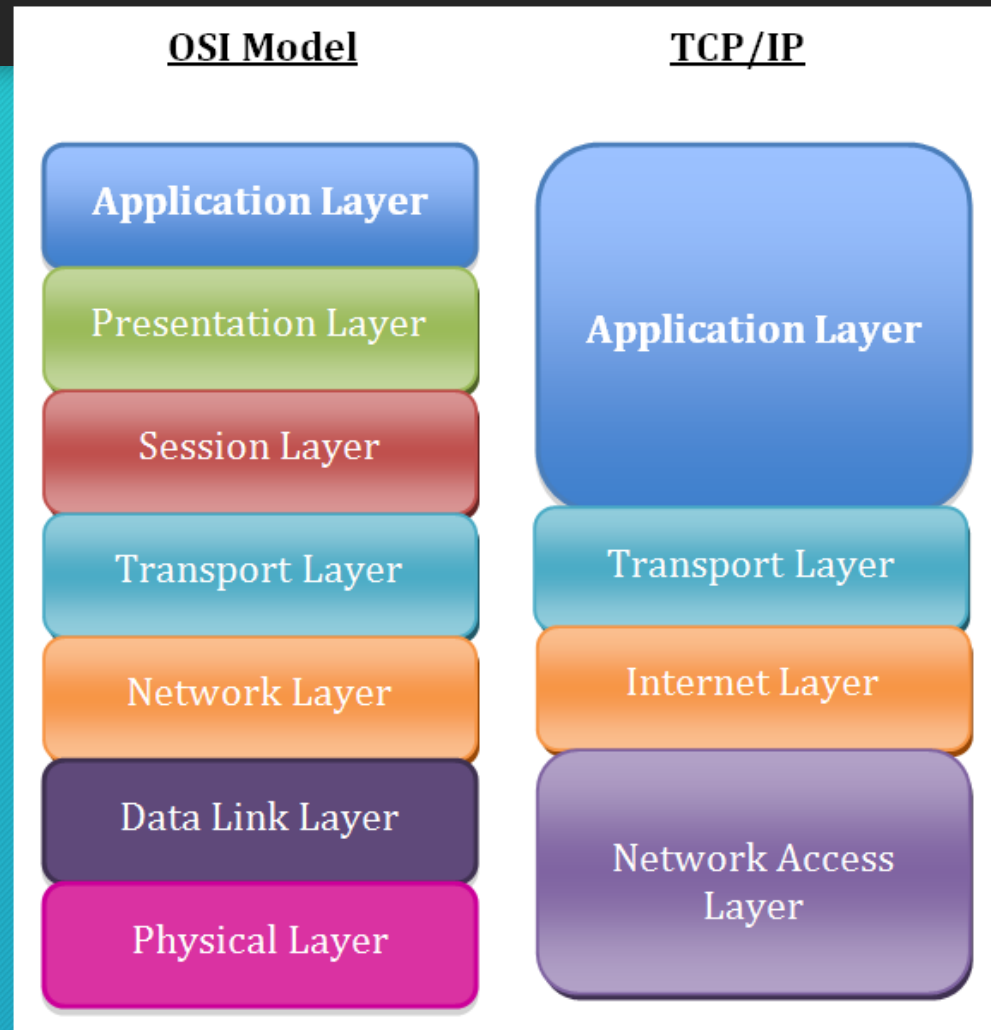 OSI Model
Application Layer
Presentation Layer
Session Layer
Transport Layer
Network Layer
Data Link Layer
Physical Layer
TCP/IP
Application Layer
Transport Layer
Internet Layer
Network Access
Layer